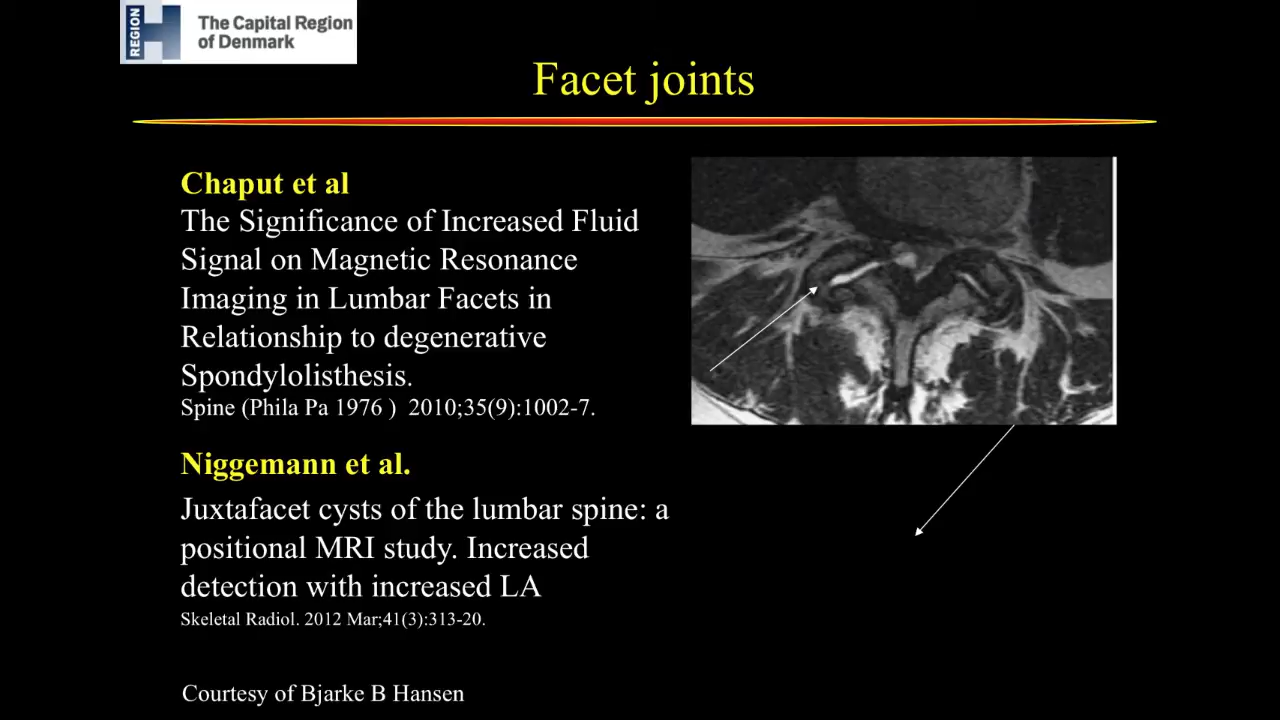 REGION
The Capital Region
of Denmark
Facet joints
Chaput et al
The Significance of Increased Fluid
Signal on Magnetic Resonance
Imaging in Lumbar Facets in
Relationship to degenerative
Spondylolisthesis.
Spine (Phila Pa 1976 ) 2010;35(9):1002-7.
Niggemann et al.
Juxtafacet cysts of the lumbar spine: a
positional MRI study. Increased
detection with increased LA
Skeletal Radiol. 2012 Mar;41(3):313-20.
Courtesy of Bjarke B Hansen